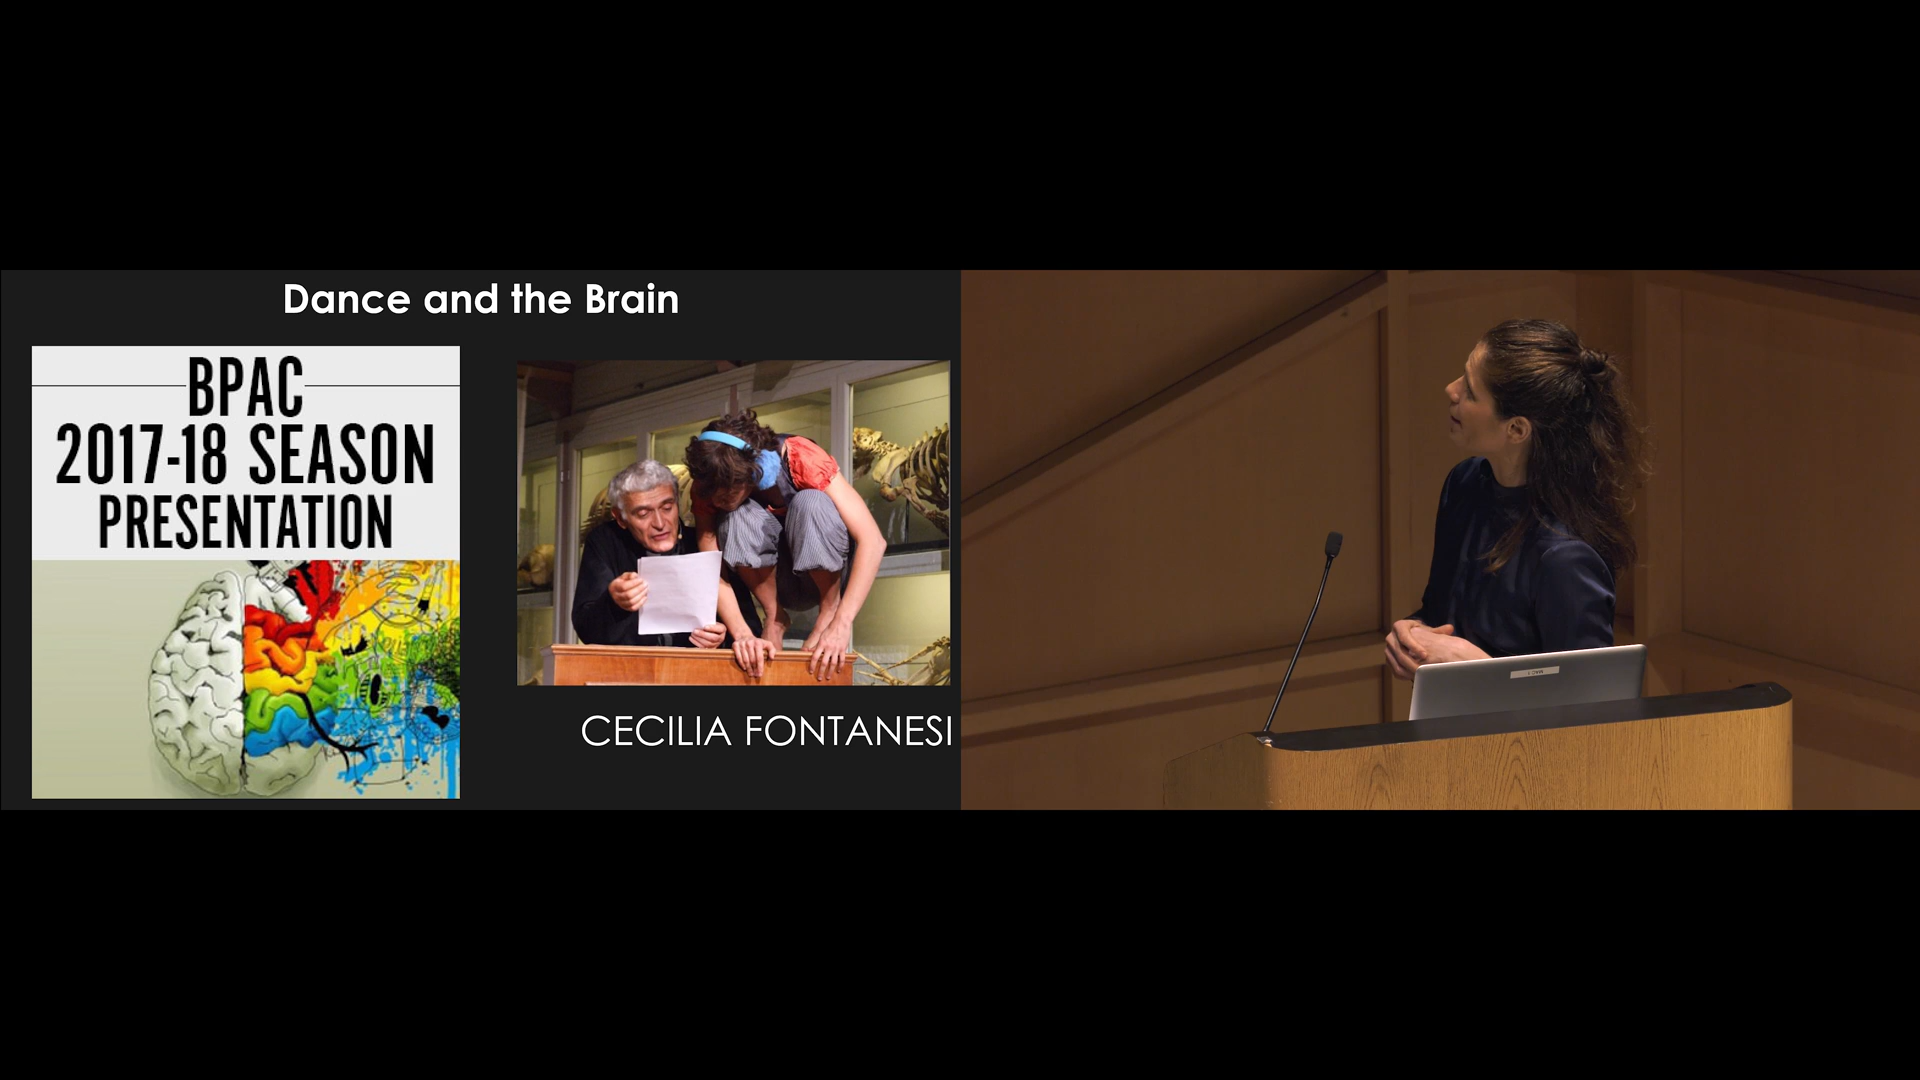 Dance and the Brain
BPAC
2017-18 SEASON
PRESENTATION
CECILIA FONTANESI